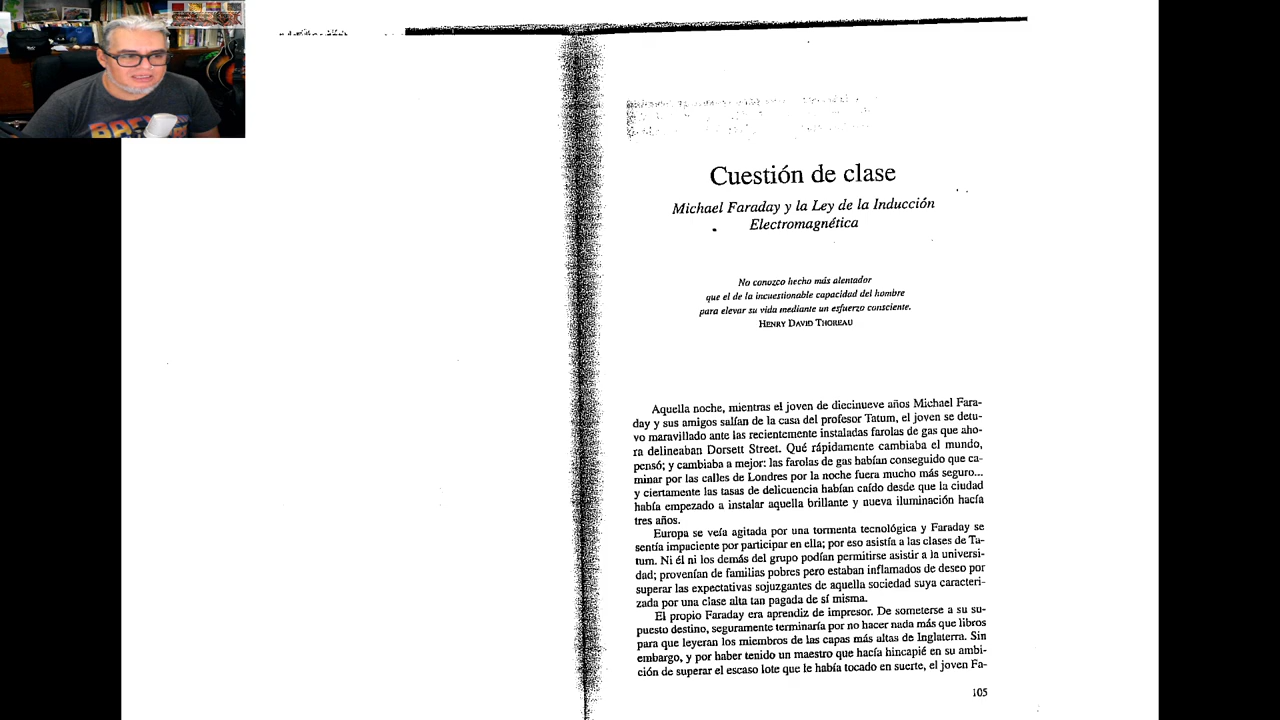 Cuestión de clase
Michael Faraday y la Ley de la Inducción
Electromagnética
No conozco hecho más alentador
que el de la incuestionable capacidad del hombre
para elevar su vida mediante un esfuerzo consciente.
HENRY DAVID THOREAU
Aquella noche, mientras el joven de diecinueve años Michael Fara-
day y sus amigos salían de la casa del profesor Tatum, el joven se detu-
vo maravillado ante las recientemente instaladas farolas de gas que aho-
ra delineaban Dorsett Street. Qué rápidamente cambiaba el mundo,
pensó; y cambiaba a mejor: las farolas de gas habían conseguido que ca-
minar por las calles de Londres por la noche fuera mucho más seguro...
y ciertamente las tasas de delicuencia habían caído desde que la ciudad
había empezado a instalar aquella brillante y nueva iluminación hacía
tres años.
Europa se veía agitada por una tormenta tecnológica y Faraday se
sentía impaciente por participar en ella; por eso asistía a las clases de Ta-
tum. Ni él ni los demás del grupo podían permitirse asistir a la universi-
dad; provenían de familias pobres pero estaban inflamados de deseo por
superar las expectativas sojuzgantes de aquella sociedad suya caracteri-
zada por una clase alta tan pagada de sí misma.
El propio Faraday era aprendiz de impresor. De someterse a su su-
puesto destino, seguramente terminaría por no hacer nada más que libros
para que leyeran los miembros de las capas más altas de Inglaterra. Sin
embargo, y por haber tenido un maestro que hacía hincapié en su ambi-
ción de superar el escaso lote que le había tocado en suerte, el joven Fa-
105